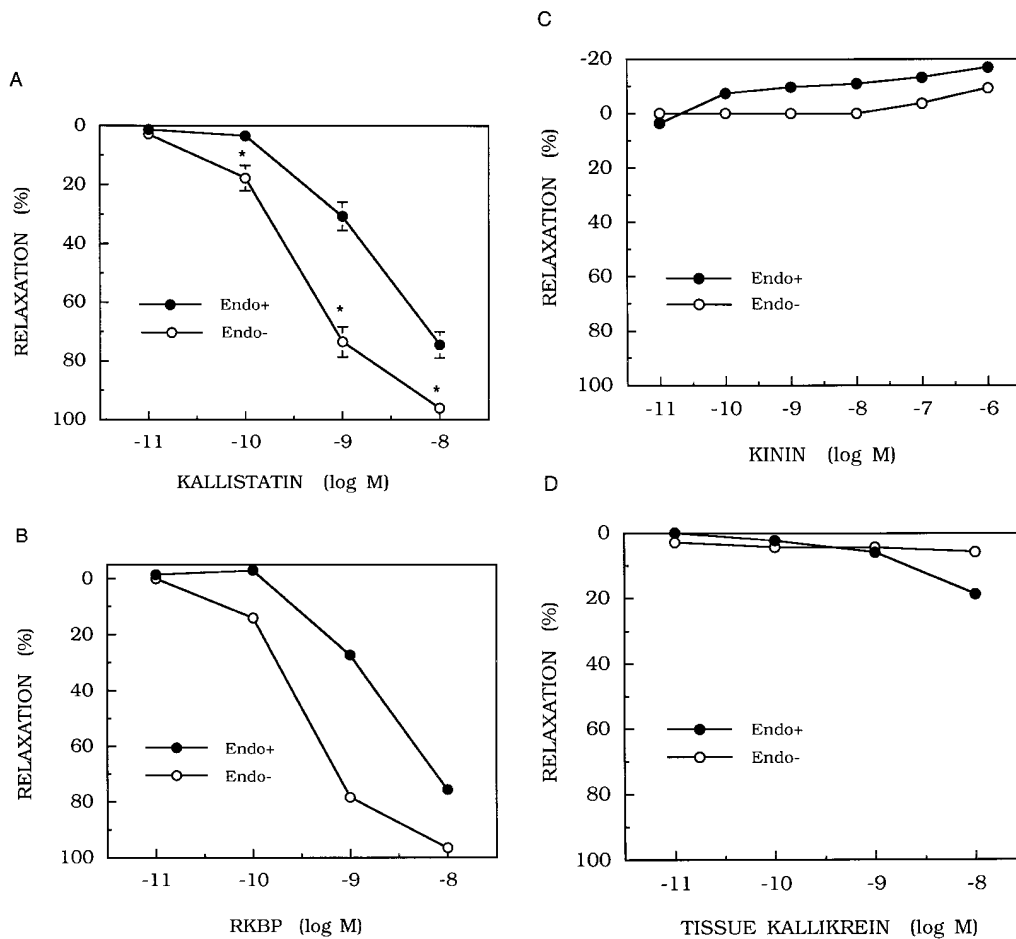 A
0
20
40
60
80
100
RELAXATION (%)
*
*
*
Endo+
Endo-
-11 -10 -9 -8
KALLISTATIN (log M)
B
0
20
40
60
80
100
RELAXATION (%)
Endo+
Endo-
-11 -10 -9 -8
RKBP (log M)
C
-20
0
20
40
60
80
100
RELAXATION (%)
Endo+
Endo-
-11 -10 -9 -8 -7 -6
KININ (log M)
D
0
20
40
60
80
100
RELAXATION (%)
Endo+
Endo-
-11 -10 -9 -8
TISSUE KALLIKREIN (log M)